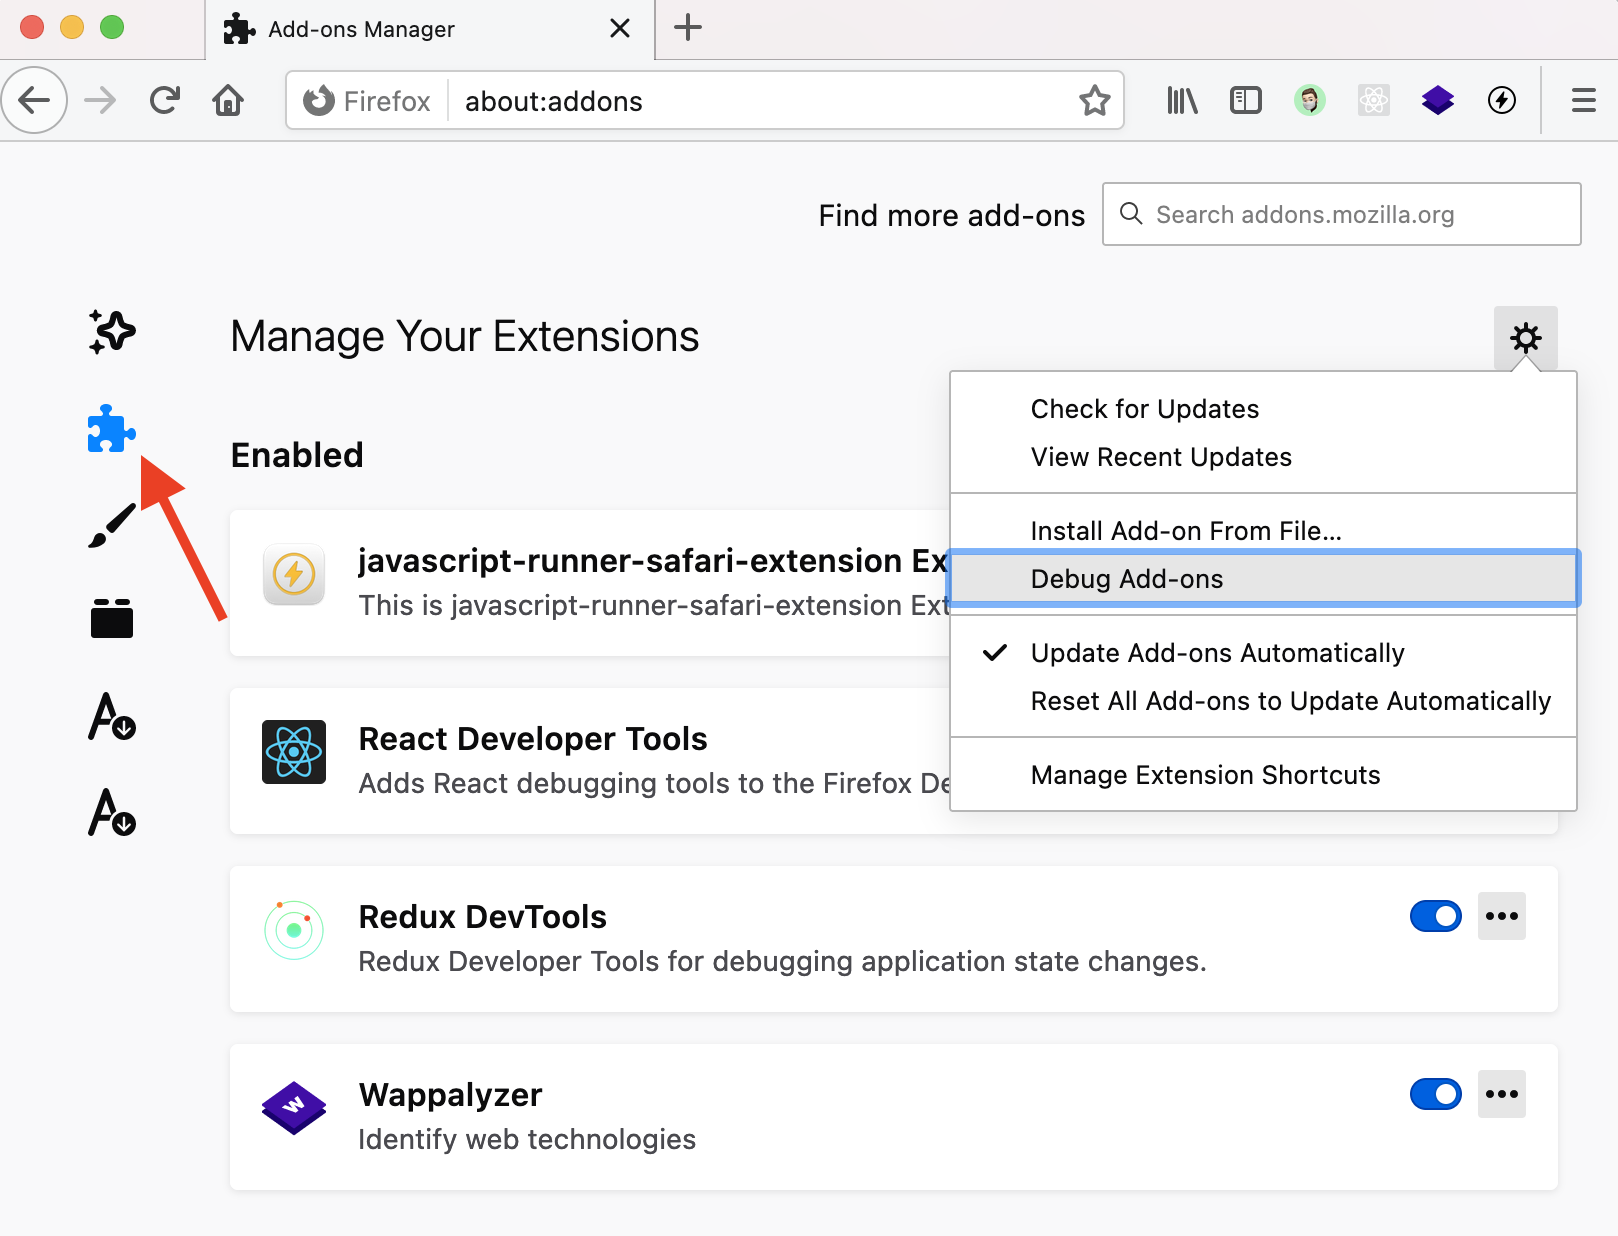 Add-ons Manager
Firefox
about:addons
Find more add-ons
Search addons.mozilla.org
Manage Your Extensions
Check for Updates
View Recent Updates
Enabled
Install Add-on From File...
javascript-runner-safari-extension Ex
Debug Add-ons
This is javascript-runner-safari-extension Ext
Update Add-ons Automatically
Reset All Add-ons to Update Automatically
React Developer Tools
Manage Extension Shortcuts
Adds React debugging tools to the Firefox De
Redux DevTools
Redux Developer Tools for debugging application state changes.
W
Wappalyzer
Identify web technologies